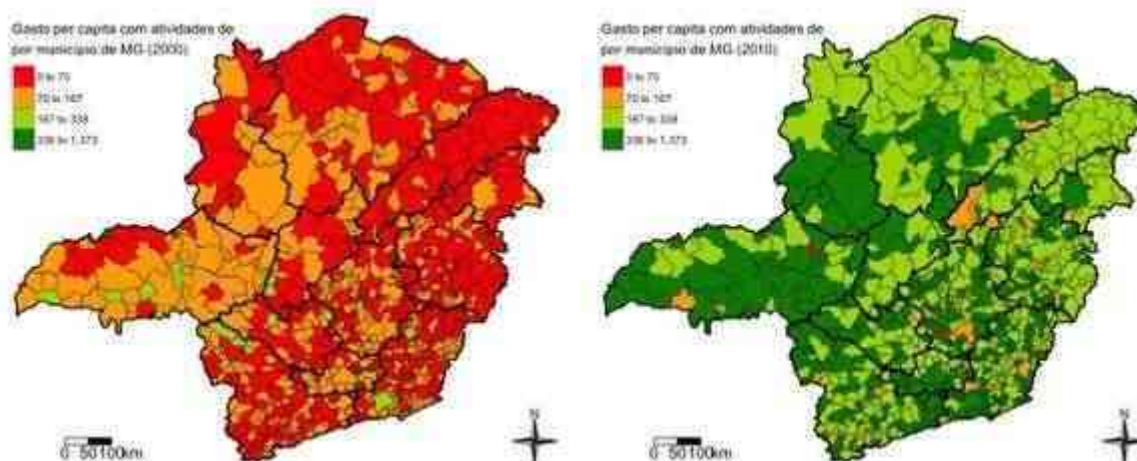 Gasto per capita com atividades de
por município de MG (2000)
0 to 70
70 to 167
167 to 338
338 to 1,373
N
0 50100km
Gasto per capita com atividades de
por município de MG (2010)
0 to 70
70 to 167
167 to 338
338 to 1,373
N
0 50100km